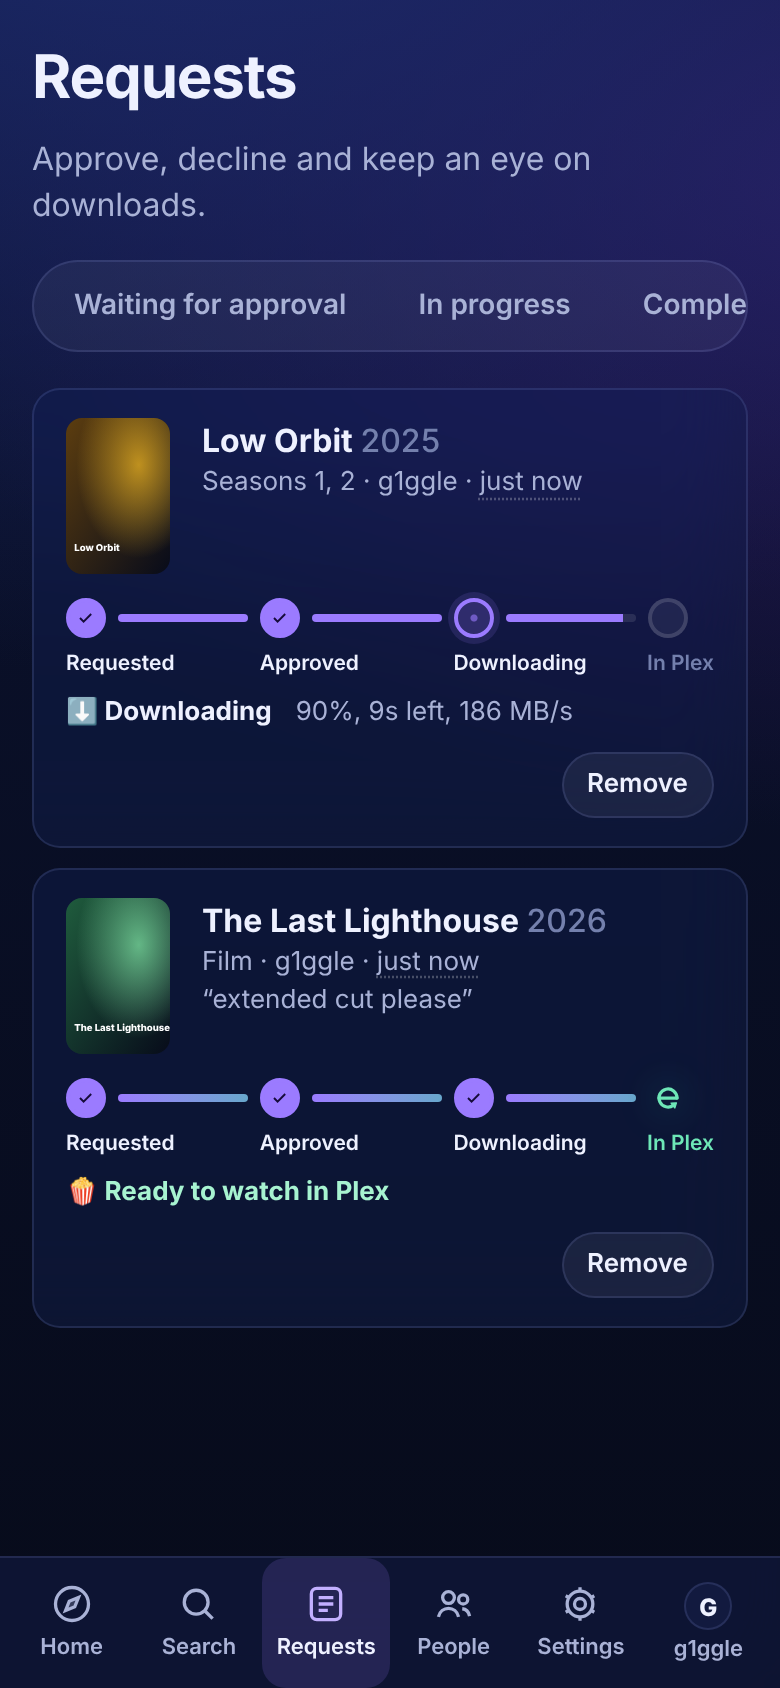 Requests
Approve, decline and keep an eye on
downloads.
Waiting for approval In progress Comple
Low Orbit 2025
Seasons 1, 2 · g1ggle · just now
Low Orbit
Requested Approved Downloading In Plex
⬇️ Downloading 90%, 9s left, 186 MB/s
Remove
The Last Lighthouse 2026
Film · g1ggle · just now
“extended cut please”
The Last Lighthouse
Requested Approved Downloading In Plex
🍿 Ready to watch in Plex
Remove
Home Search Requests People Settings G g1ggle